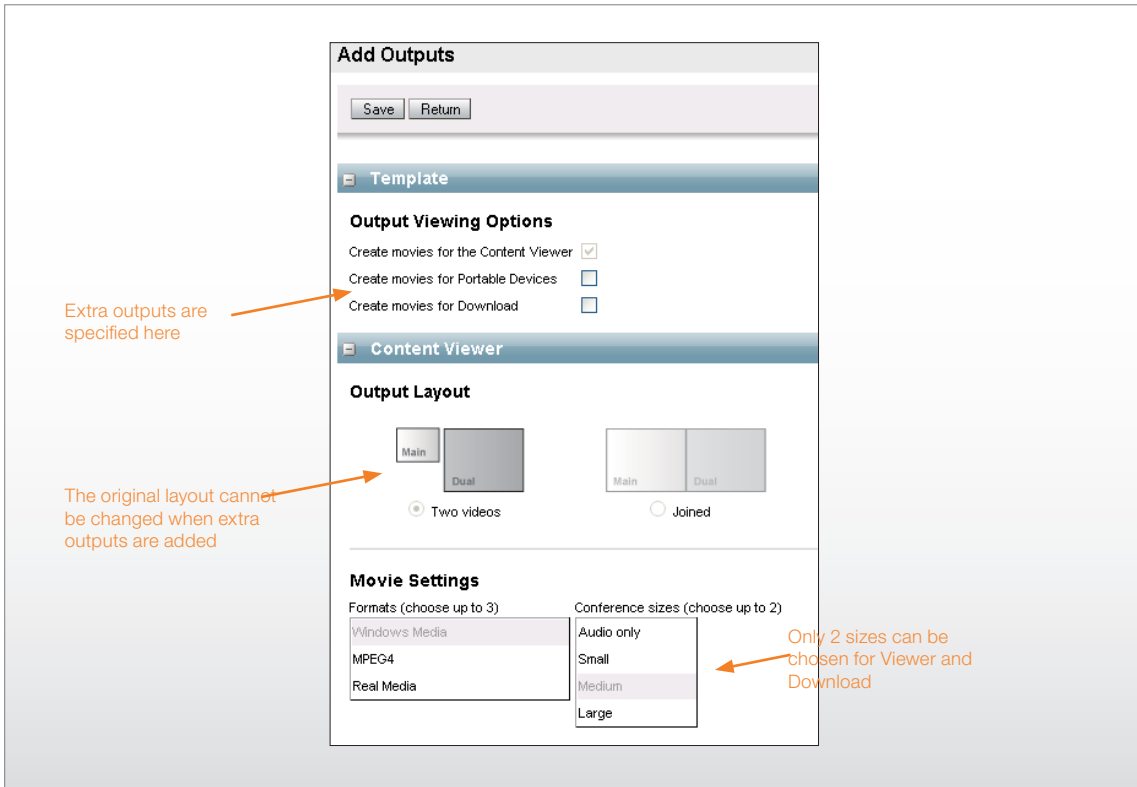 Add Outputs
Save Return
Template
Output Viewing Options
Create movies for the Content Viewer
Create movies for Portable Devices
Create movies for Download
Extra outputs are
specified here
Content Viewer
Output Layout
Main
Dual
Main
Dual
Two videos
Joined
The original layout cannot
be changed when extra
outputs are added
Movie Settings
Formats (choose up to 3)
Windows Media
MPEG4
Real Media
Conference sizes (choose up to 2)
Audio only
Small
Medium
Large
Only 2 sizes can be
chosen for Viewer and
Download